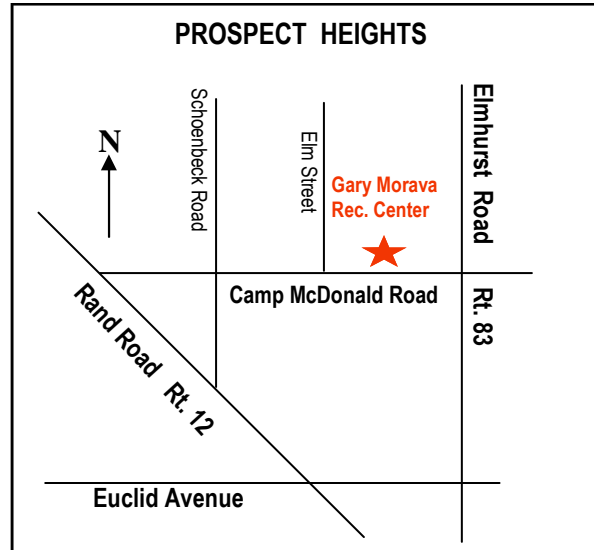 PROSPECT HEIGHTS
Schoenbeck Road
Elm Street
Elmhurst Road
N
Gary Morava
Rec. Center
Camp McDonald Road
Rt. 83
Rand Road Rt. 12
Euclid Avenue